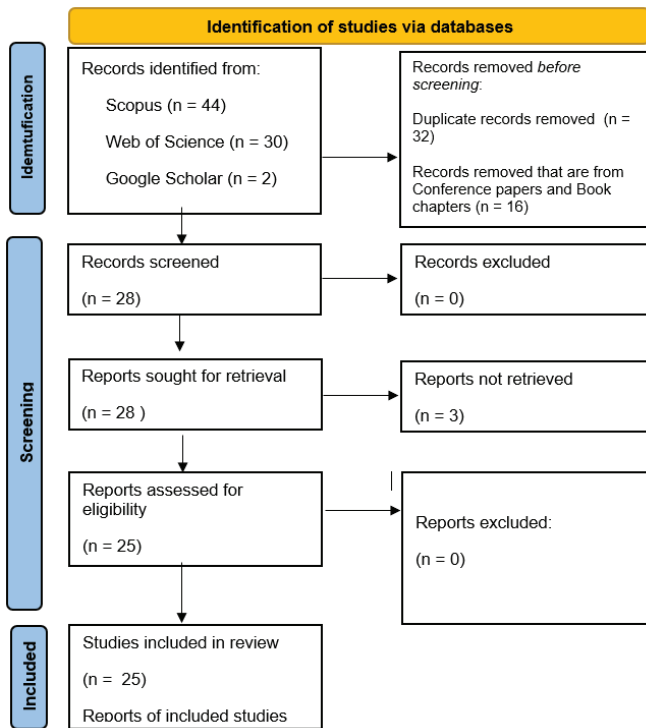 Identification of studies via databases
Idemtufication
Records identified from:
Scopus (n = 44)
Web of Science (n = 30)
Google Scholar (n = 2)
Records removed before
screening:
Duplicate records removed (n =
32)
Records removed that are from
Conference papers and Book
chapters (n = 16)
Screening
Records screened
(n = 28)
Records excluded
(n = 0)
Reports sought for retrieval
(n = 28 )
Reports not retrieved
(n = 3)
Reports assessed for
eligibility
(n = 25)
Reports excluded:
(n = 0)
Included
Studies included in review
(n = 25)
Reports of included studies